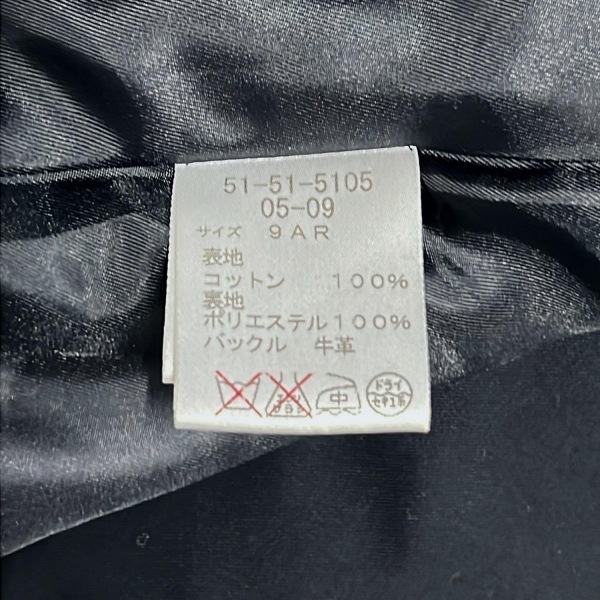 51-51-5105
05-09
サイズ 9AR
表地
コットン 100%
裏地
ポリエステル100%
バックル 牛革
中 ドライ
セキユ系